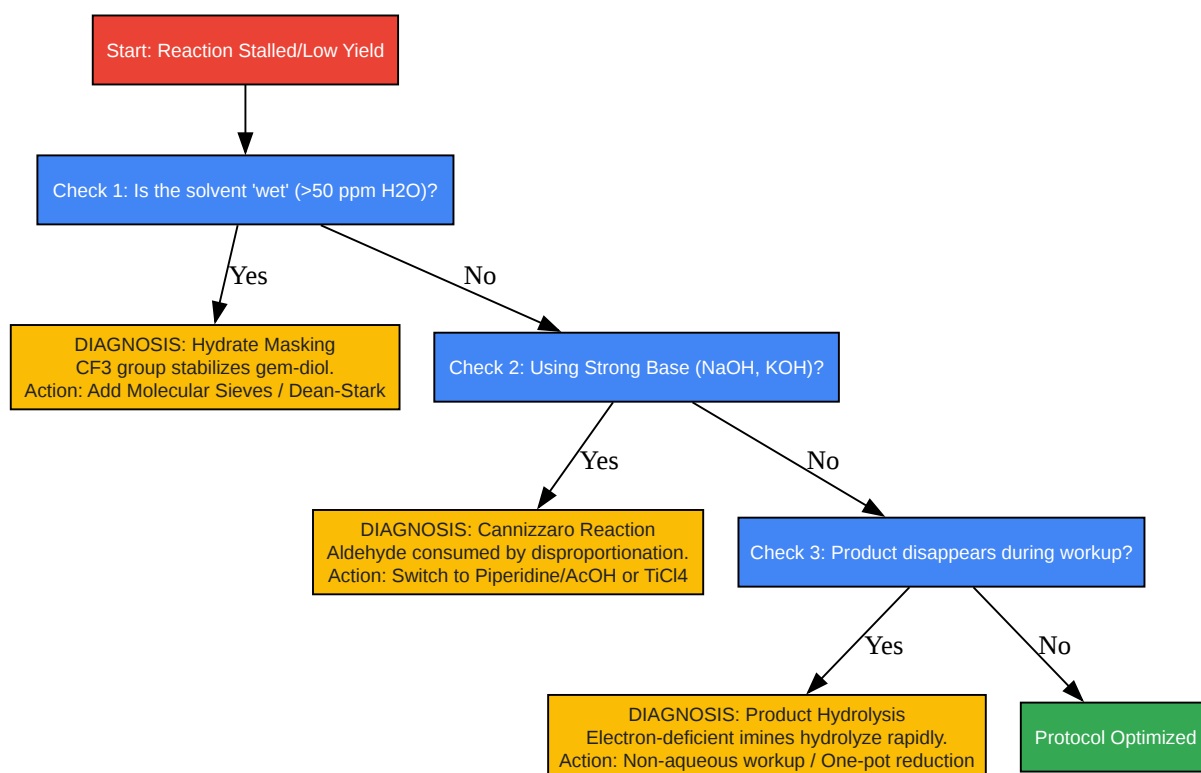 Start: Reaction Stalled/Low Yield
Check 1: Is the solvent 'wet' (>50 ppm H2O)?
Yes
No
DIAGNOSIS: Hydrate Masking
CF3 group stabilizes gem-diol.
Action: Add Molecular Sieves / Dean-Stark
Check 2: Using Strong Base (NaOH, KOH)?
Yes
No
DIAGNOSIS: Cannizzaro Reaction
Aldehyde consumed by disproportionation.
Action: Switch to Piperidine/AcOH or TiCl4
Check 3: Product disappears during workup?
Yes
No
DIAGNOSIS: Product Hydrolysis
Electron-deficient imines hydrolyze rapidly.
Action: Non-aqueous workup / One-pot reduction
Protocol Optimized